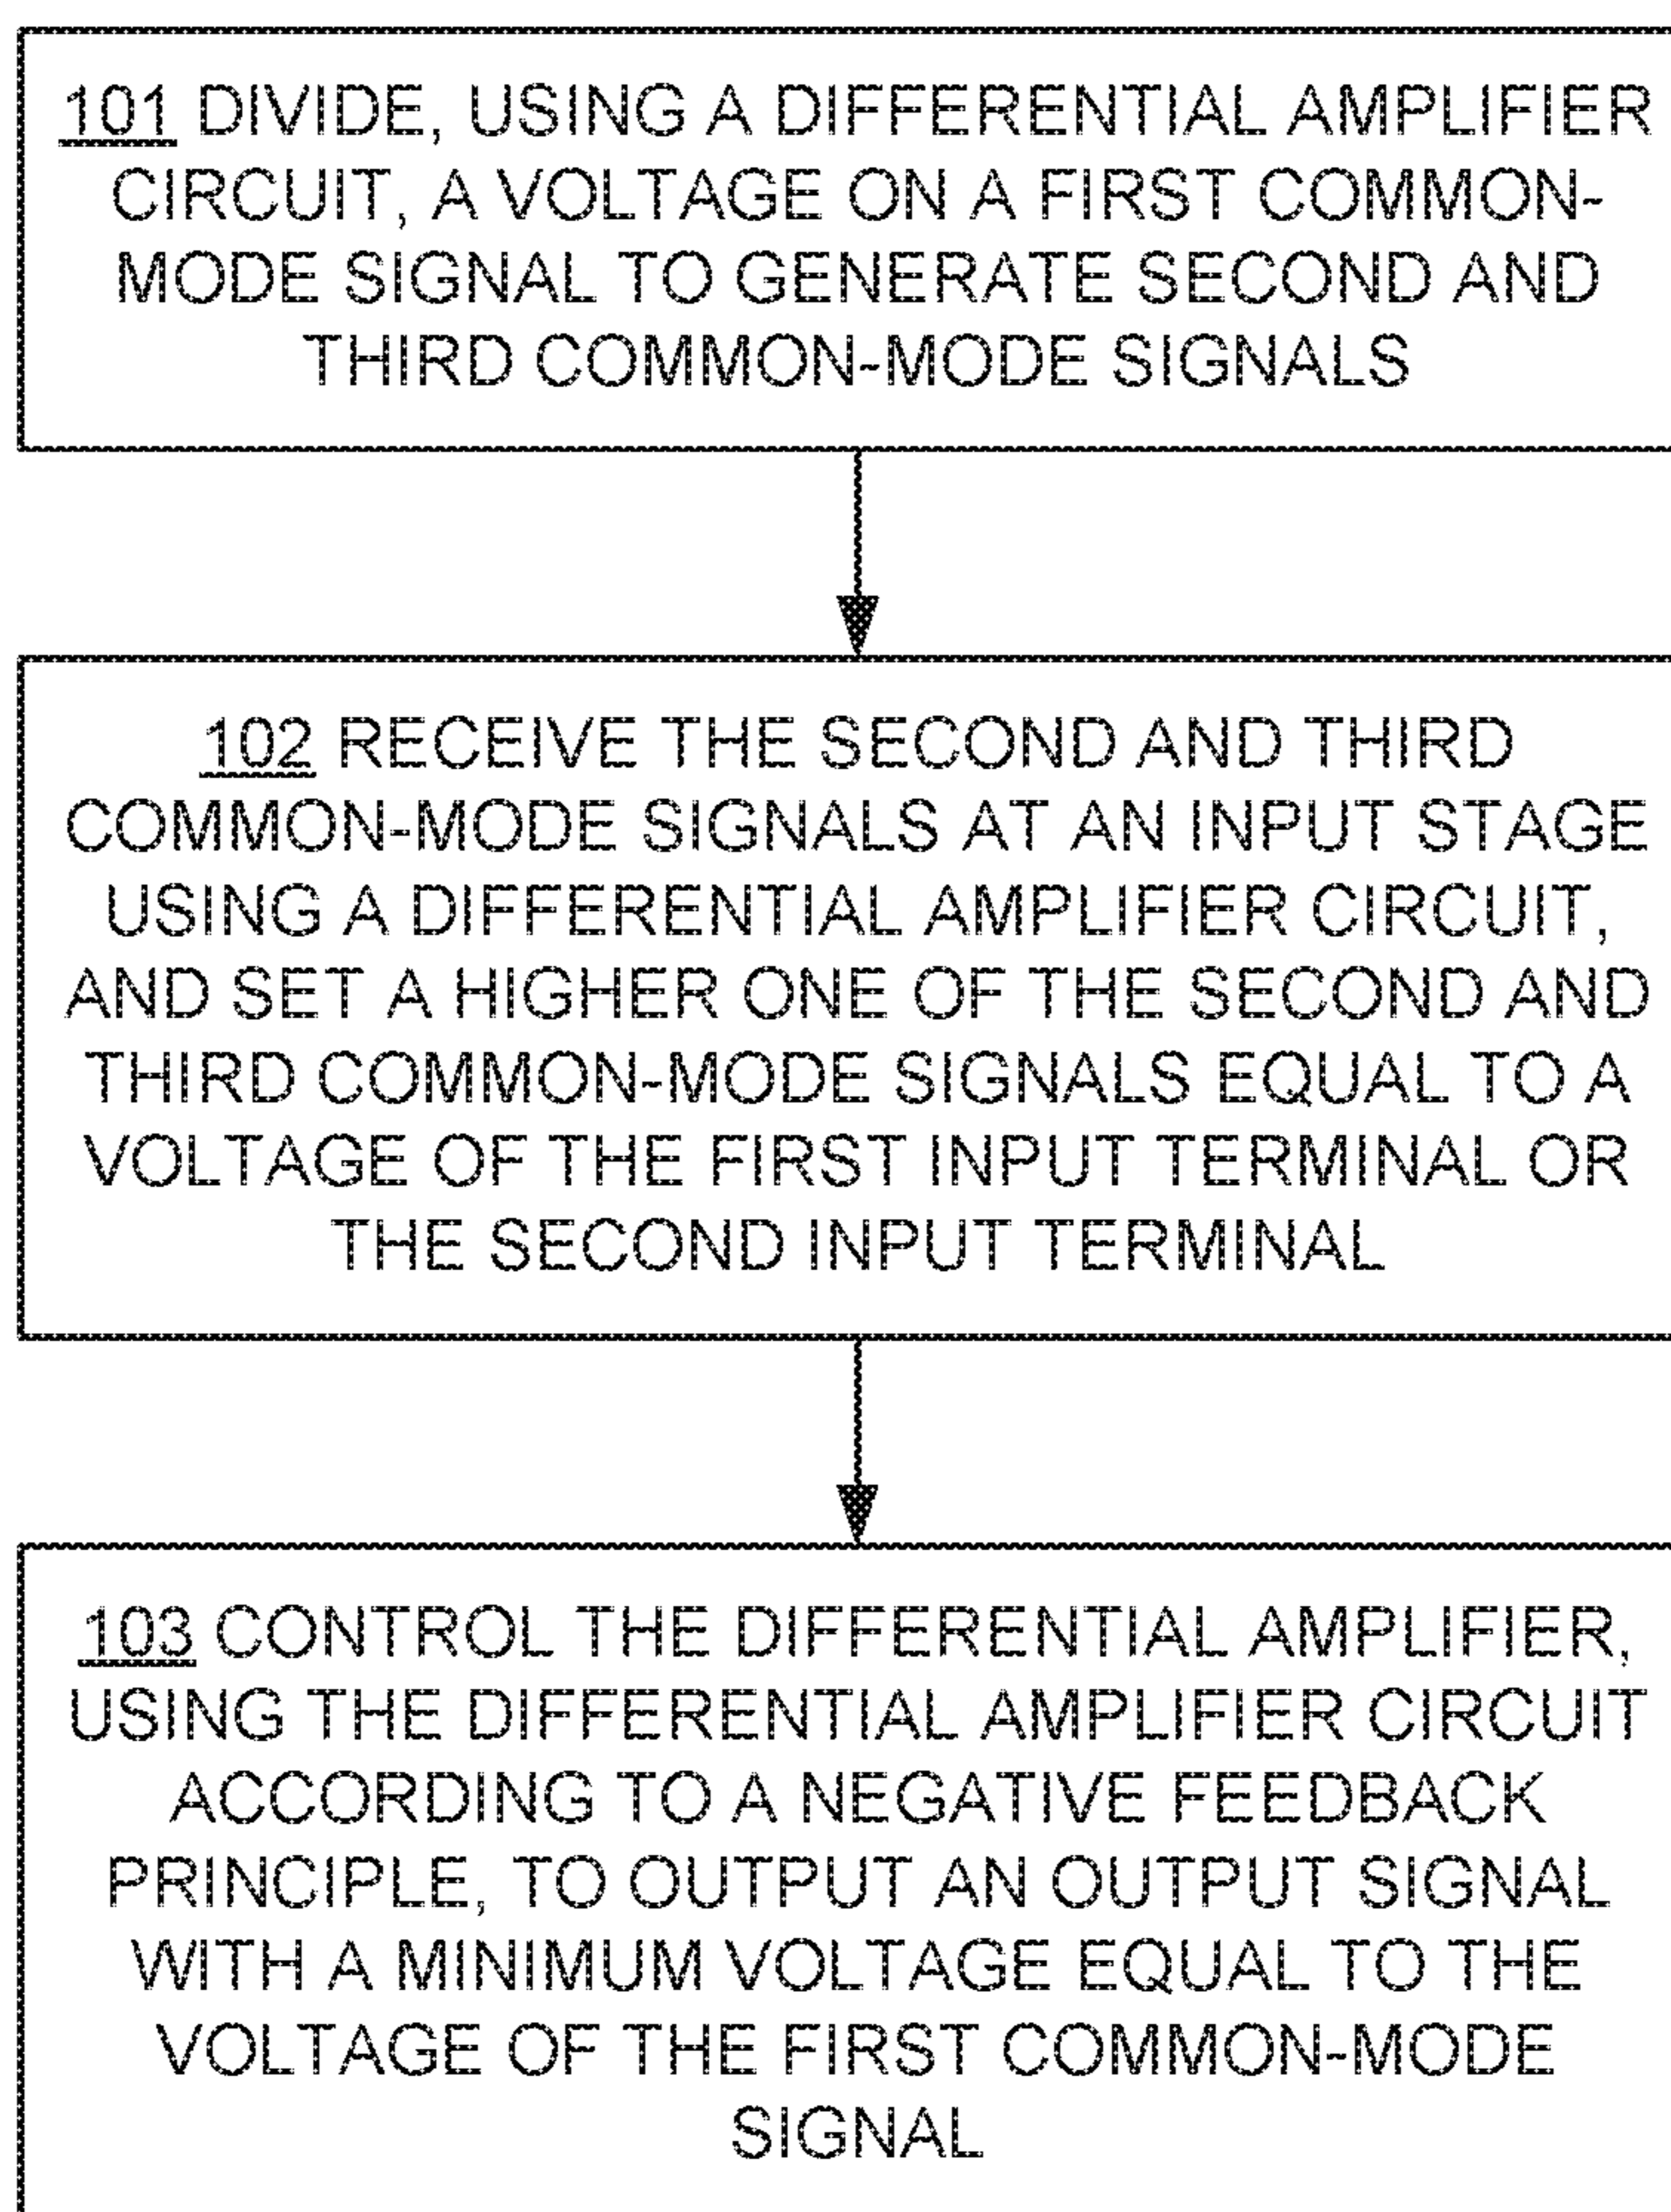 101 DIVIDE, USING A DIFFERENTIAL AMPLIFIER
CIRCUIT, A VOLTAGE ON A FIRST COMMON-
MODE SIGNAL TO GENERATE SECOND AND
THIRD COMMON-MODE SIGNALS
102 RECEIVE THE SECOND AND THIRD
COMMON-MODE SIGNALS AT AN INPUT STAGE
USING A DIFFERENTIAL AMPLIFIER CIRCUIT,
AND SET A HIGHER ONE OF THE SECOND AND
THIRD COMMON-MODE SIGNALS EQUAL TO A
VOLTAGE OF THE FIRST INPUT TERMINAL OR
THE SECOND INPUT TERMINAL
103 CONTROL THE DIFFERENTIAL AMPLIFIER,
USING THE DIFFERENTIAL AMPLIFIER CIRCUIT
ACCORDING TO A NEGATIVE FEEDBACK
PRINCIPLE, TO OUTPUT AN OUTPUT SIGNAL
WITH A MINIMUM VOLTAGE EQUAL TO THE
VOLTAGE OF THE FIRST COMMON-MODE
SIGNAL